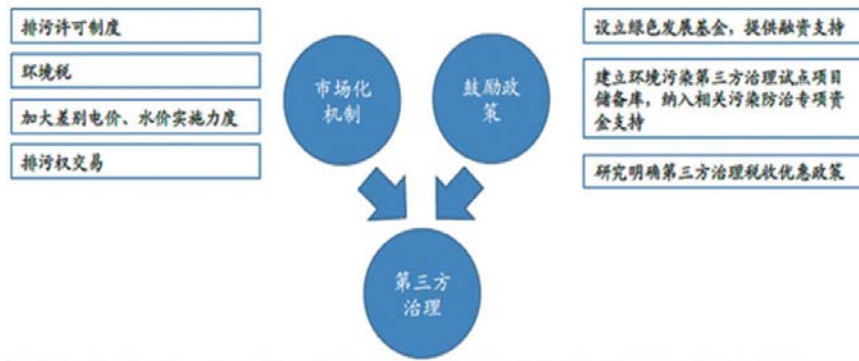 排污许可制度
环境税
加大差别电价、水价实施力度
排污权交易
市场化
机制
鼓励政
策
设立绿色发展基金，提供融资支持
建立环境污染第三方治理试点项目
储备库，纳入相关污染防治专项资
金支持
研究明确第三方治理税收优惠政策
第三方
治理